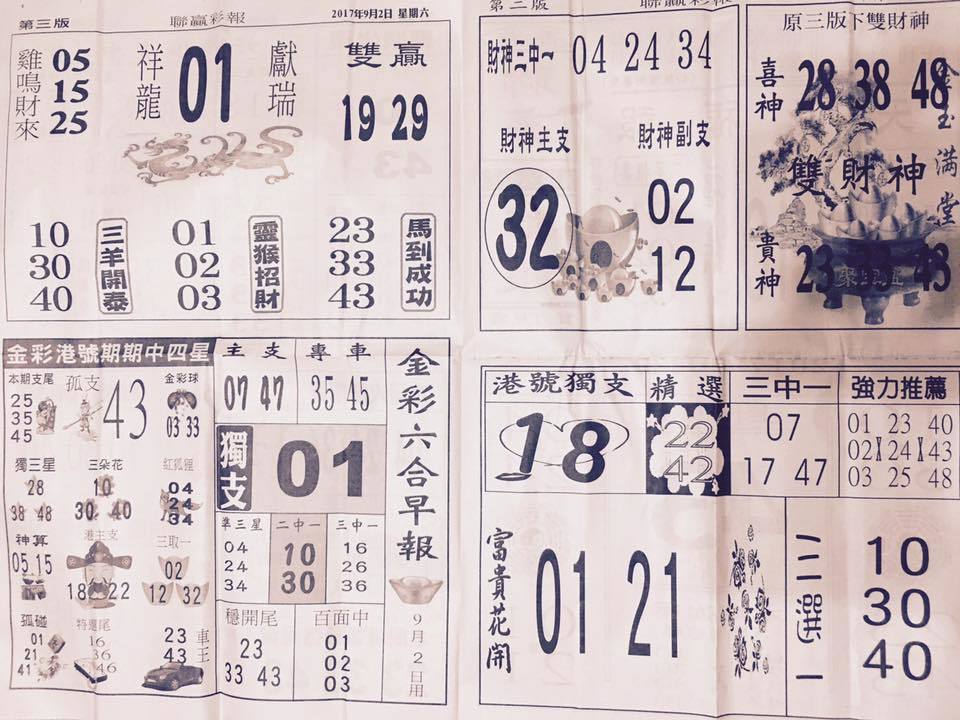 第三版
聯贏彩報
2017年9月2日 星期六
雞鳴財來
05
15
25
祥龍
01
獻瑞
雙贏
19 29
10
30
40
三羊開泰
01
02
03
靈猴招財
23
33
43
馬到成功
第三版
聯贏彩報
財神三中一
04 24 34
財神主支
32
財神副支
02
12
原三版下雙財神
喜神
28 38 48
金玉滿堂
雙財神
貴神
金彩港號期期中四星
本期支尾
25
35
45
孤支
43
金彩球
03 33
獨三星
28
38 48
三朵花
10
30 40
紅狐狸
04
24
34
神算
05 15
港主支
18 22
三取一
02
12 32
孤碰
01
21
41
特選尾
16
36
46
23
43
車王
主支
07 47
專車
35 45
獨支
01
準三星
04
24
34
二中一
10
30
三中一
16
26
36
穩開尾
23
33 43
百面中
01
02
03
金彩六合早報
9月2日用
港號獨支
18
精選
22
42
三中一
07
17 47
強力推薦
01 23 40
02 24 43
03 25 48
富貴花開
01 21
三選一
10
30
40